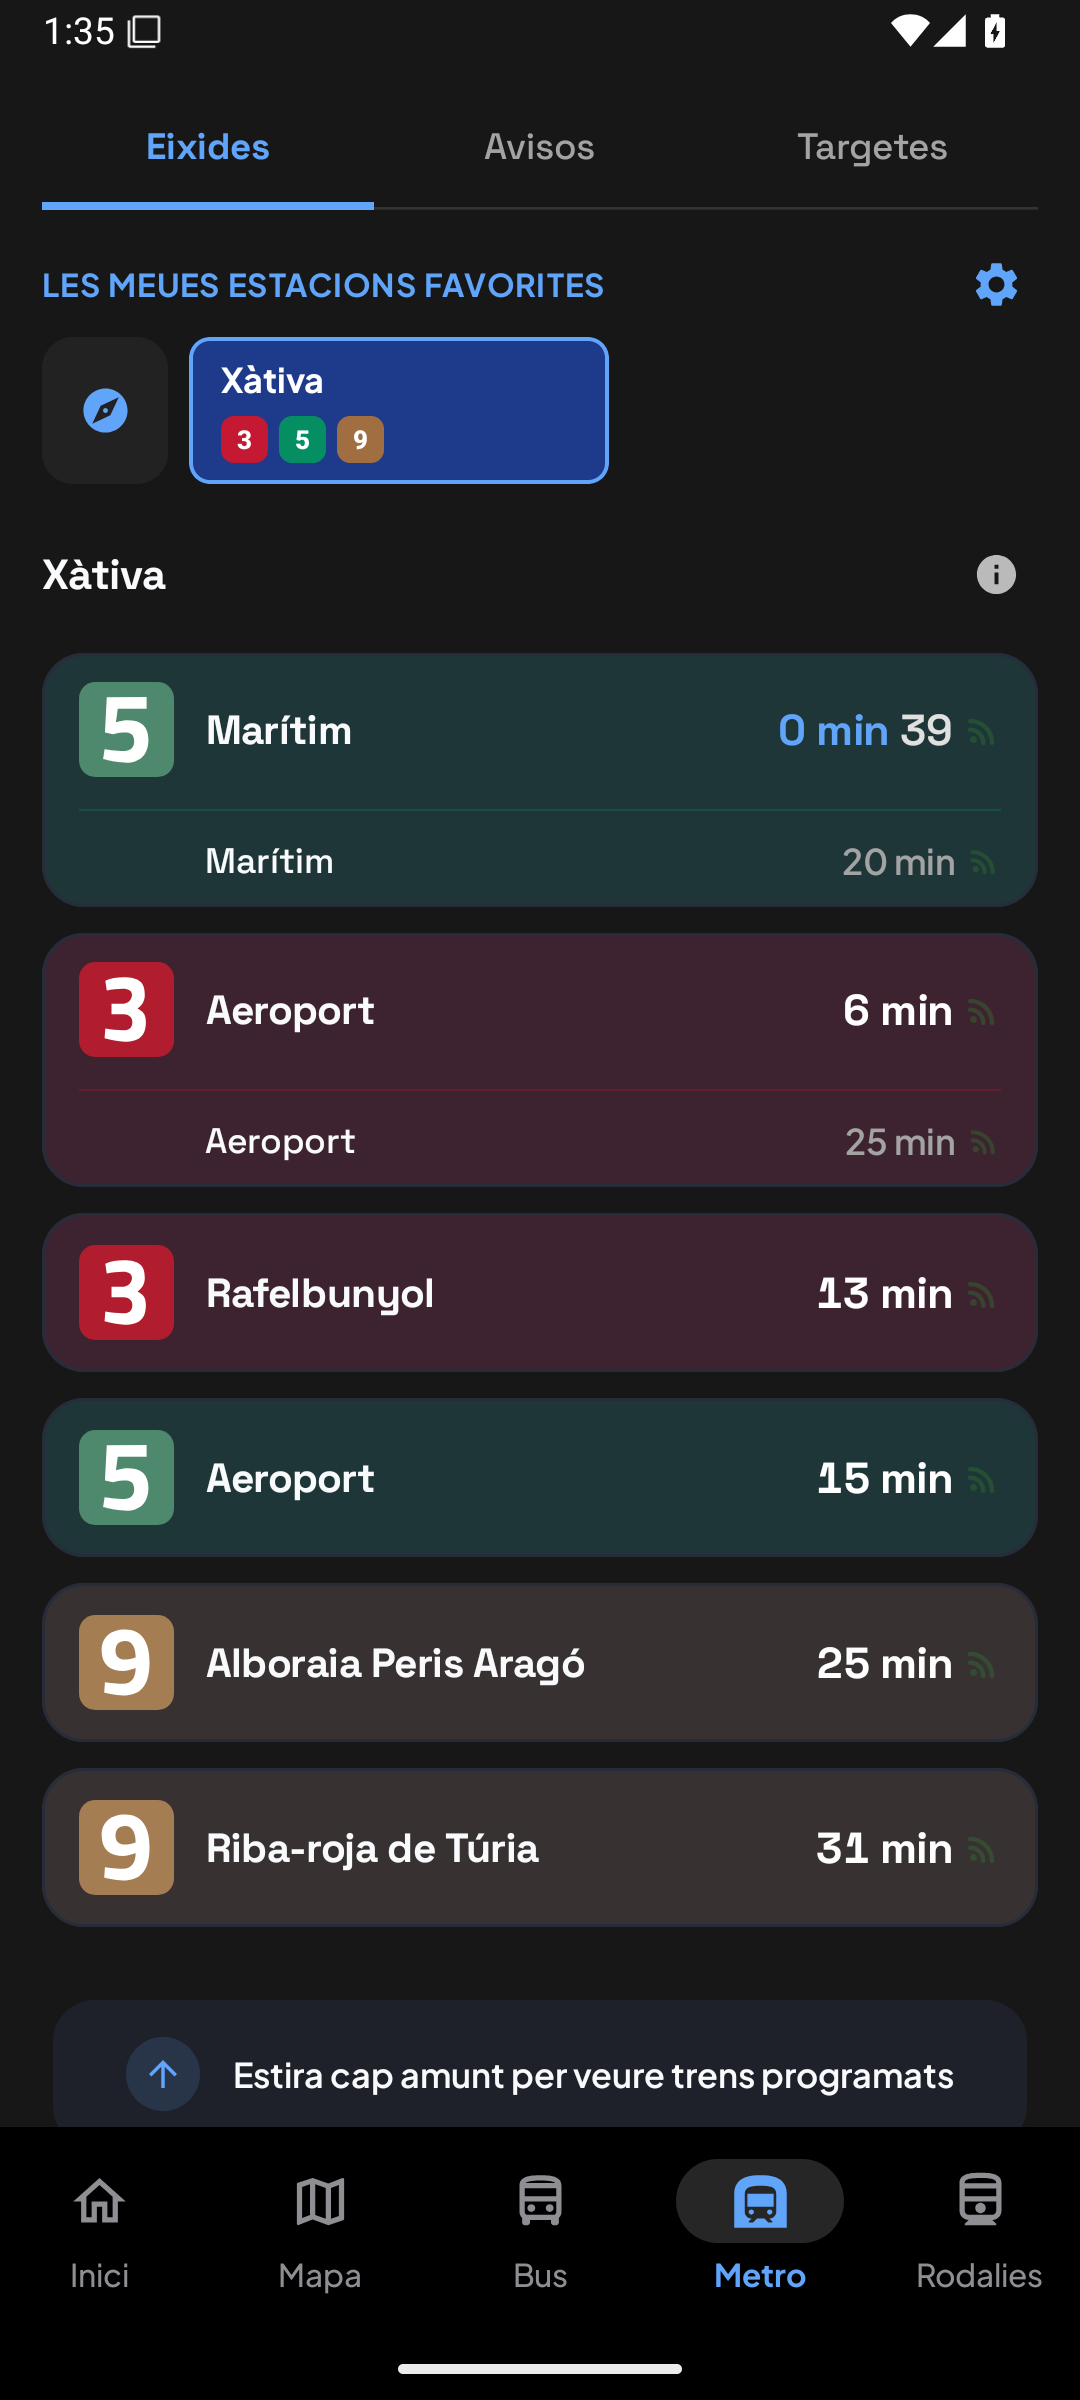 1:35
Eixides Avisos Targetes
LES MEUES ESTACIONS FAVORITES
Xàtiva
3 5 9
Xàtiva
5 Marítim 0 min 39
Marítim 20 min
3 Aeroport 6 min
Aeroport 25 min
3 Rafelbunyol 13 min
5 Aeroport 15 min
9 Alboraia Peris Aragó 25 min
9 Riba-roja de Túria 31 min
Estira cap amunt per veure trens programats
Inici Mapa Bus Metro Rodalies